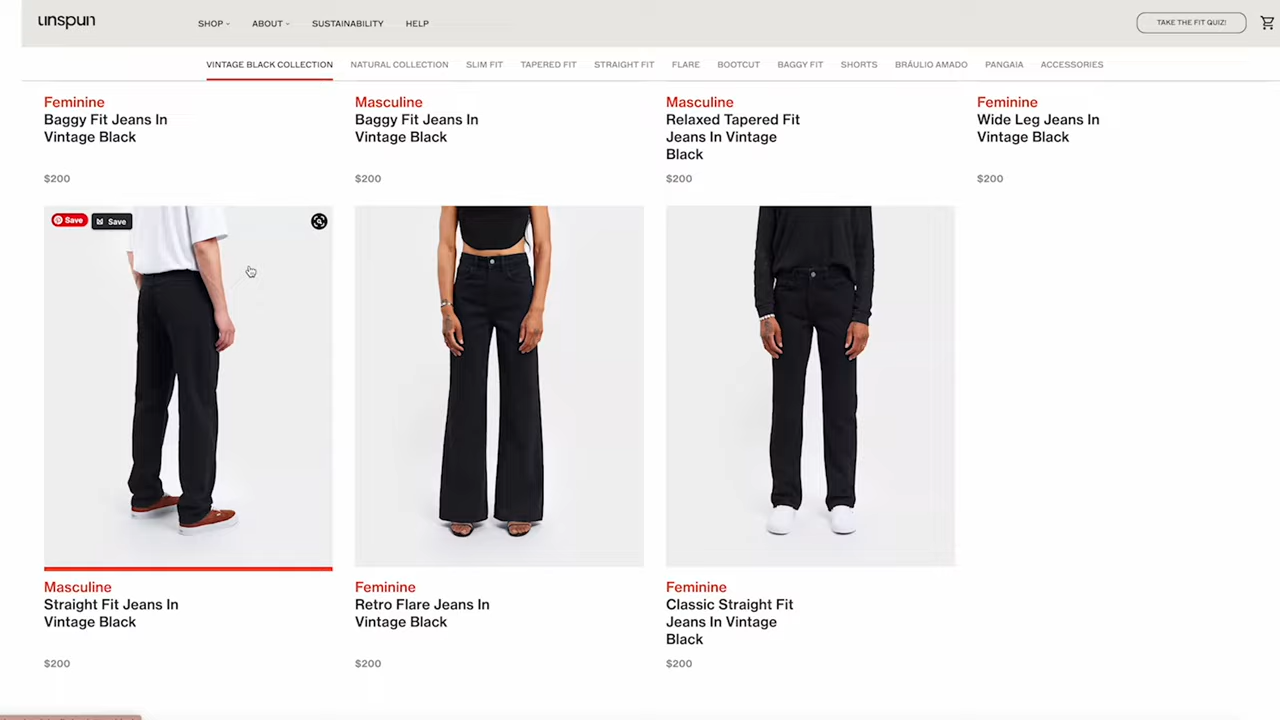 unspun
SHOP
ABOUT
SUSTAINABILITY
HELP
TAKE THE FIT QUIZ!
VINTAGE BLACK COLLECTION
NATURAL COLLECTION
SLIM FIT
TAPERED FIT
STRAIGHT FIT
FLARE
BOOTCUT
BAGGY FIT
SHORTS
BRÁULIO AMADO
PANGAIA
ACCESSORIES
Feminine
Baggy Fit Jeans In
Vintage Black
$200
Masculine
Baggy Fit Jeans In
Vintage Black
$200
Masculine
Relaxed Tapered Fit
Jeans In Vintage
Black
$200
Feminine
Wide Leg Jeans In
Vintage Black
$200
Save
Save
Masculine
Straight Fit Jeans In
Vintage Black
$200
Feminine
Retro Flare Jeans In
Vintage Black
$200
Feminine
Classic Straight Fit
Jeans In Vintage
Black
$200